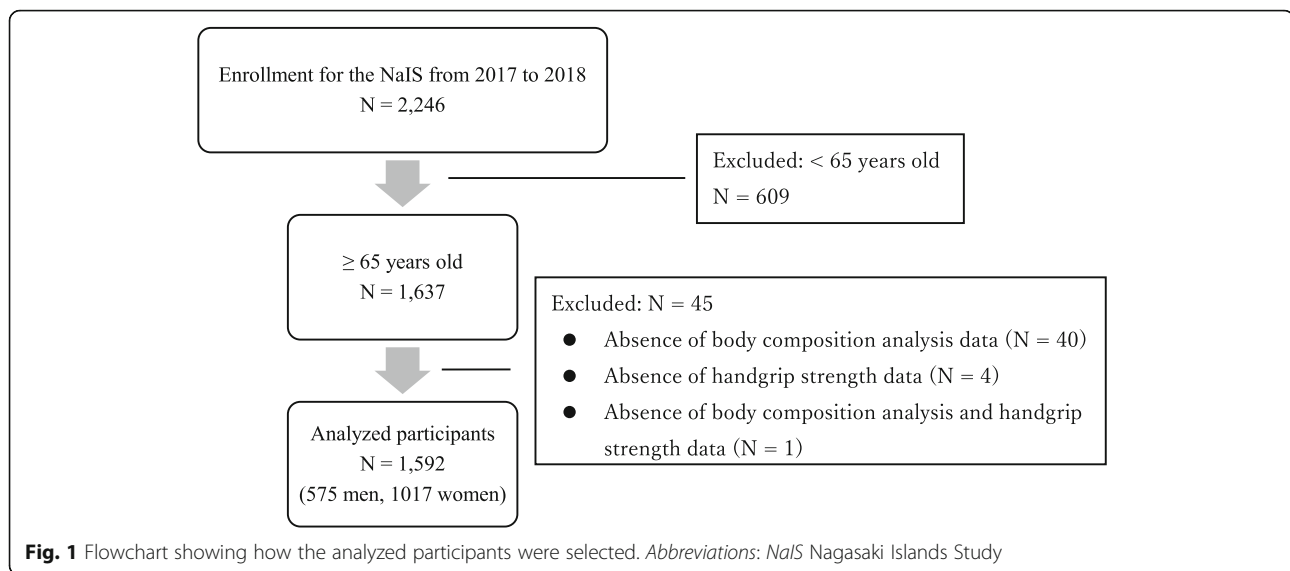 Enrollment for the NaIS from 2017 to 2018
N = 2,246
Excluded: < 65 years old
N = 609
≥ 65 years old
N = 1,637
Excluded: N = 45
● Absence of body composition analysis data (N = 40)
● Absence of handgrip strength data (N = 4)
● Absence of body composition analysis and handgrip
strength data (N = 1)
Analyzed participants
N = 1,592
(575 men, 1017 women)
Fig. 1 Flowchart showing how the analyzed participants were selected. Abbreviations: NaIS Nagasaki Islands Study